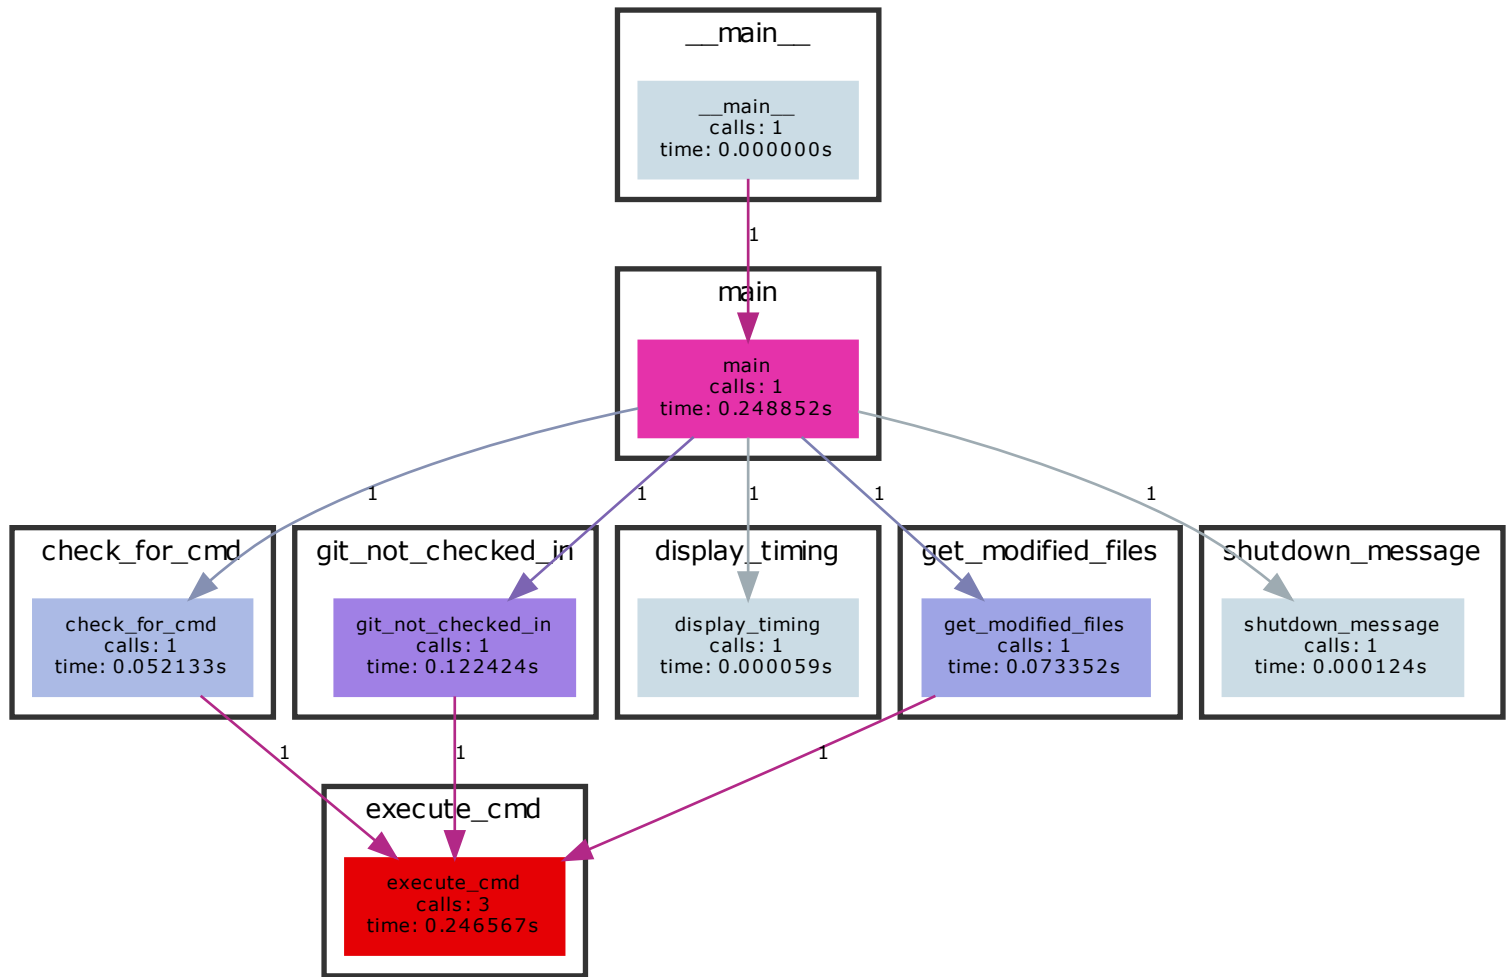 __main__
__main__
calls: 1
time: 0.000000s
1
main
main
calls: 1
time: 0.248852s
1
1
1
1
1
check_for_cmd
check_for_cmd
calls: 1
time: 0.052133s
git_not_checked_in
git_not_checked_in
calls: 1
time: 0.122424s
display_timing
display_timing
calls: 1
time: 0.000059s
get_modified_files
get_modified_files
calls: 1
time: 0.073352s
shutdown_message
shutdown_message
calls: 1
time: 0.000124s
1
1
1
execute_cmd
execute_cmd
calls: 3
time: 0.246567s